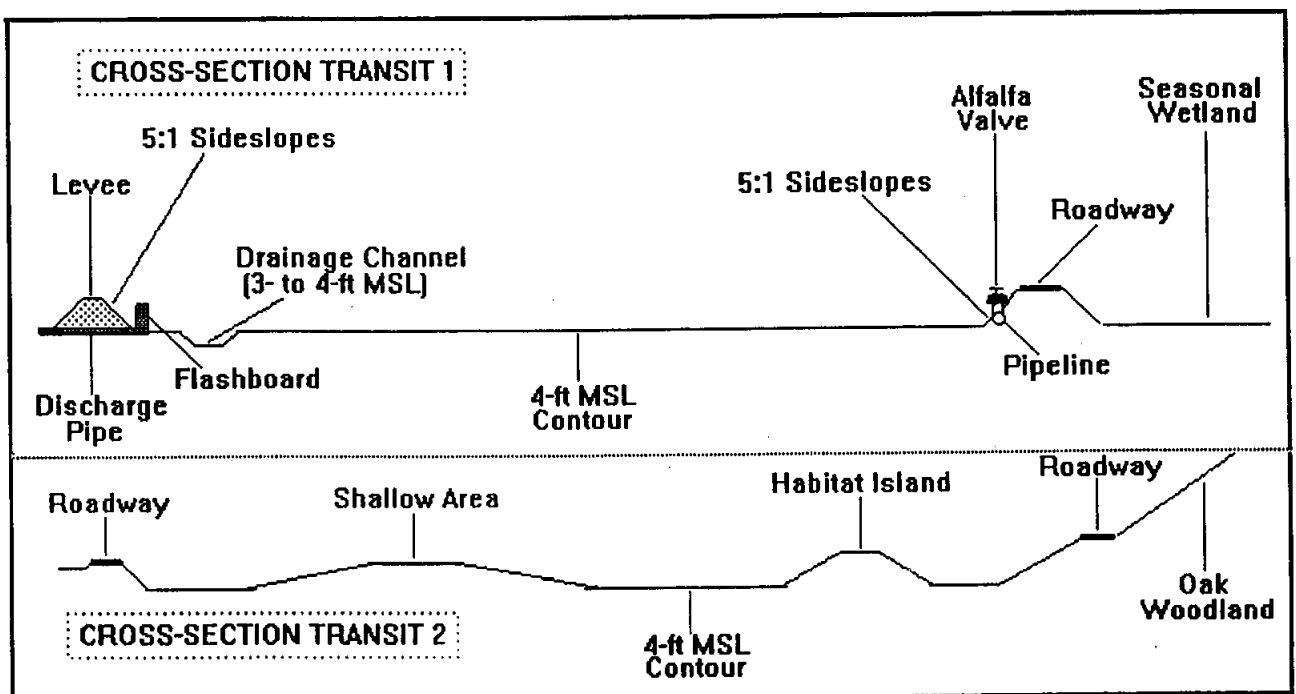 CROSS-SECTION TRANSIT 1
5:1 Sideslopes
Levee
Drainage Channel
(3- to 4-ft MSL)
Flashboard
Discharge
Pipe
4-ft MSL
Contour
5:1 Sideslopes
Alfalfa
Valve
Seasonal
Wetland
Roadway
Pipeline
Roadway
Shallow Area
Habitat Island
Roadway
Oak
Woodland
CROSS-SECTION TRANSIT 2
4-ft MSL
Contour